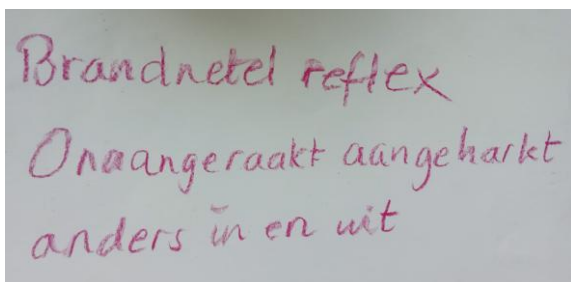 Brandnetel reflex
Onaangeraakt aangeharkt
anders in en uit